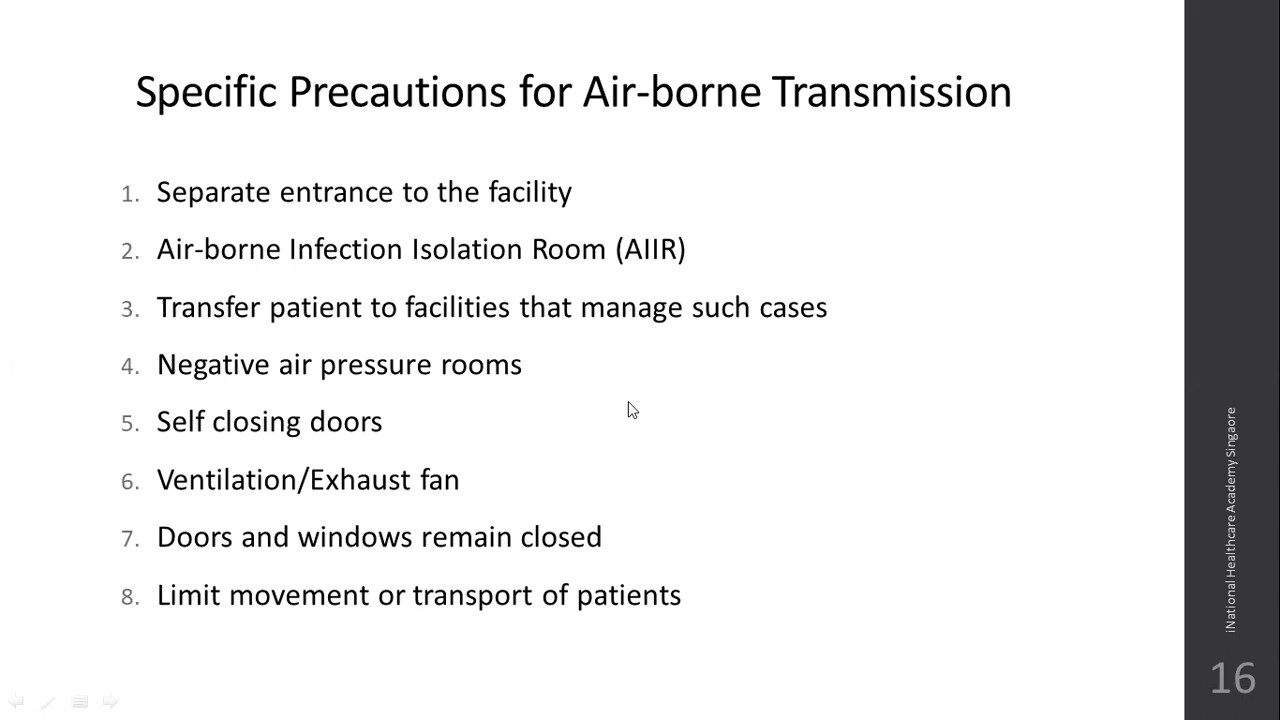 Specific Precautions for Air-borne Transmission
1. Separate entrance to the facility
2. Air-borne Infection Isolation Room (AIIR)
3. Transfer patient to facilities that manage such cases
4. Negative air pressure rooms
5. Self closing doors
6. Ventilation/Exhaust fan
7. Doors and windows remain closed
8. Limit movement or transport of patients
iNational Healthcare Academy Singaore
16